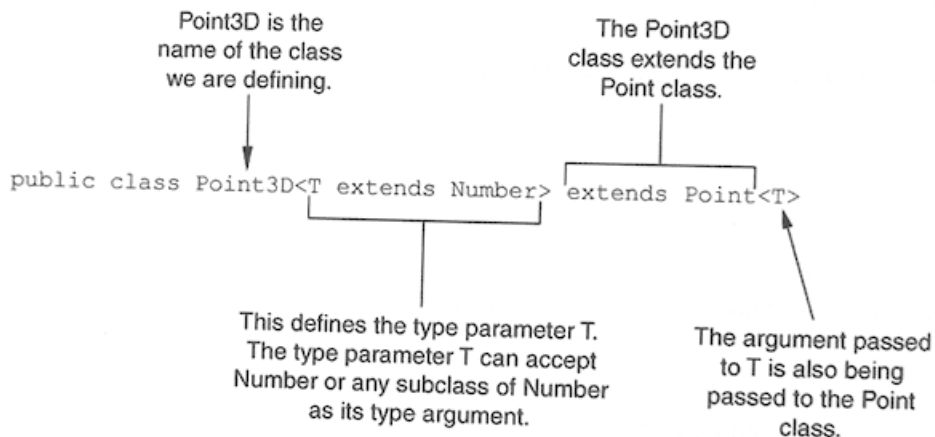 Point3D is the
name of the class
we are defining.
The Point3D
class extends the
Point class.
public class Point3D<T extends Number> extends Point<T>
This defines the type parameter T.
The type parameter T can accept
Number or any subclass of Number
as its type argument.
The argument passed
to T is also being
passed to the Point
class.